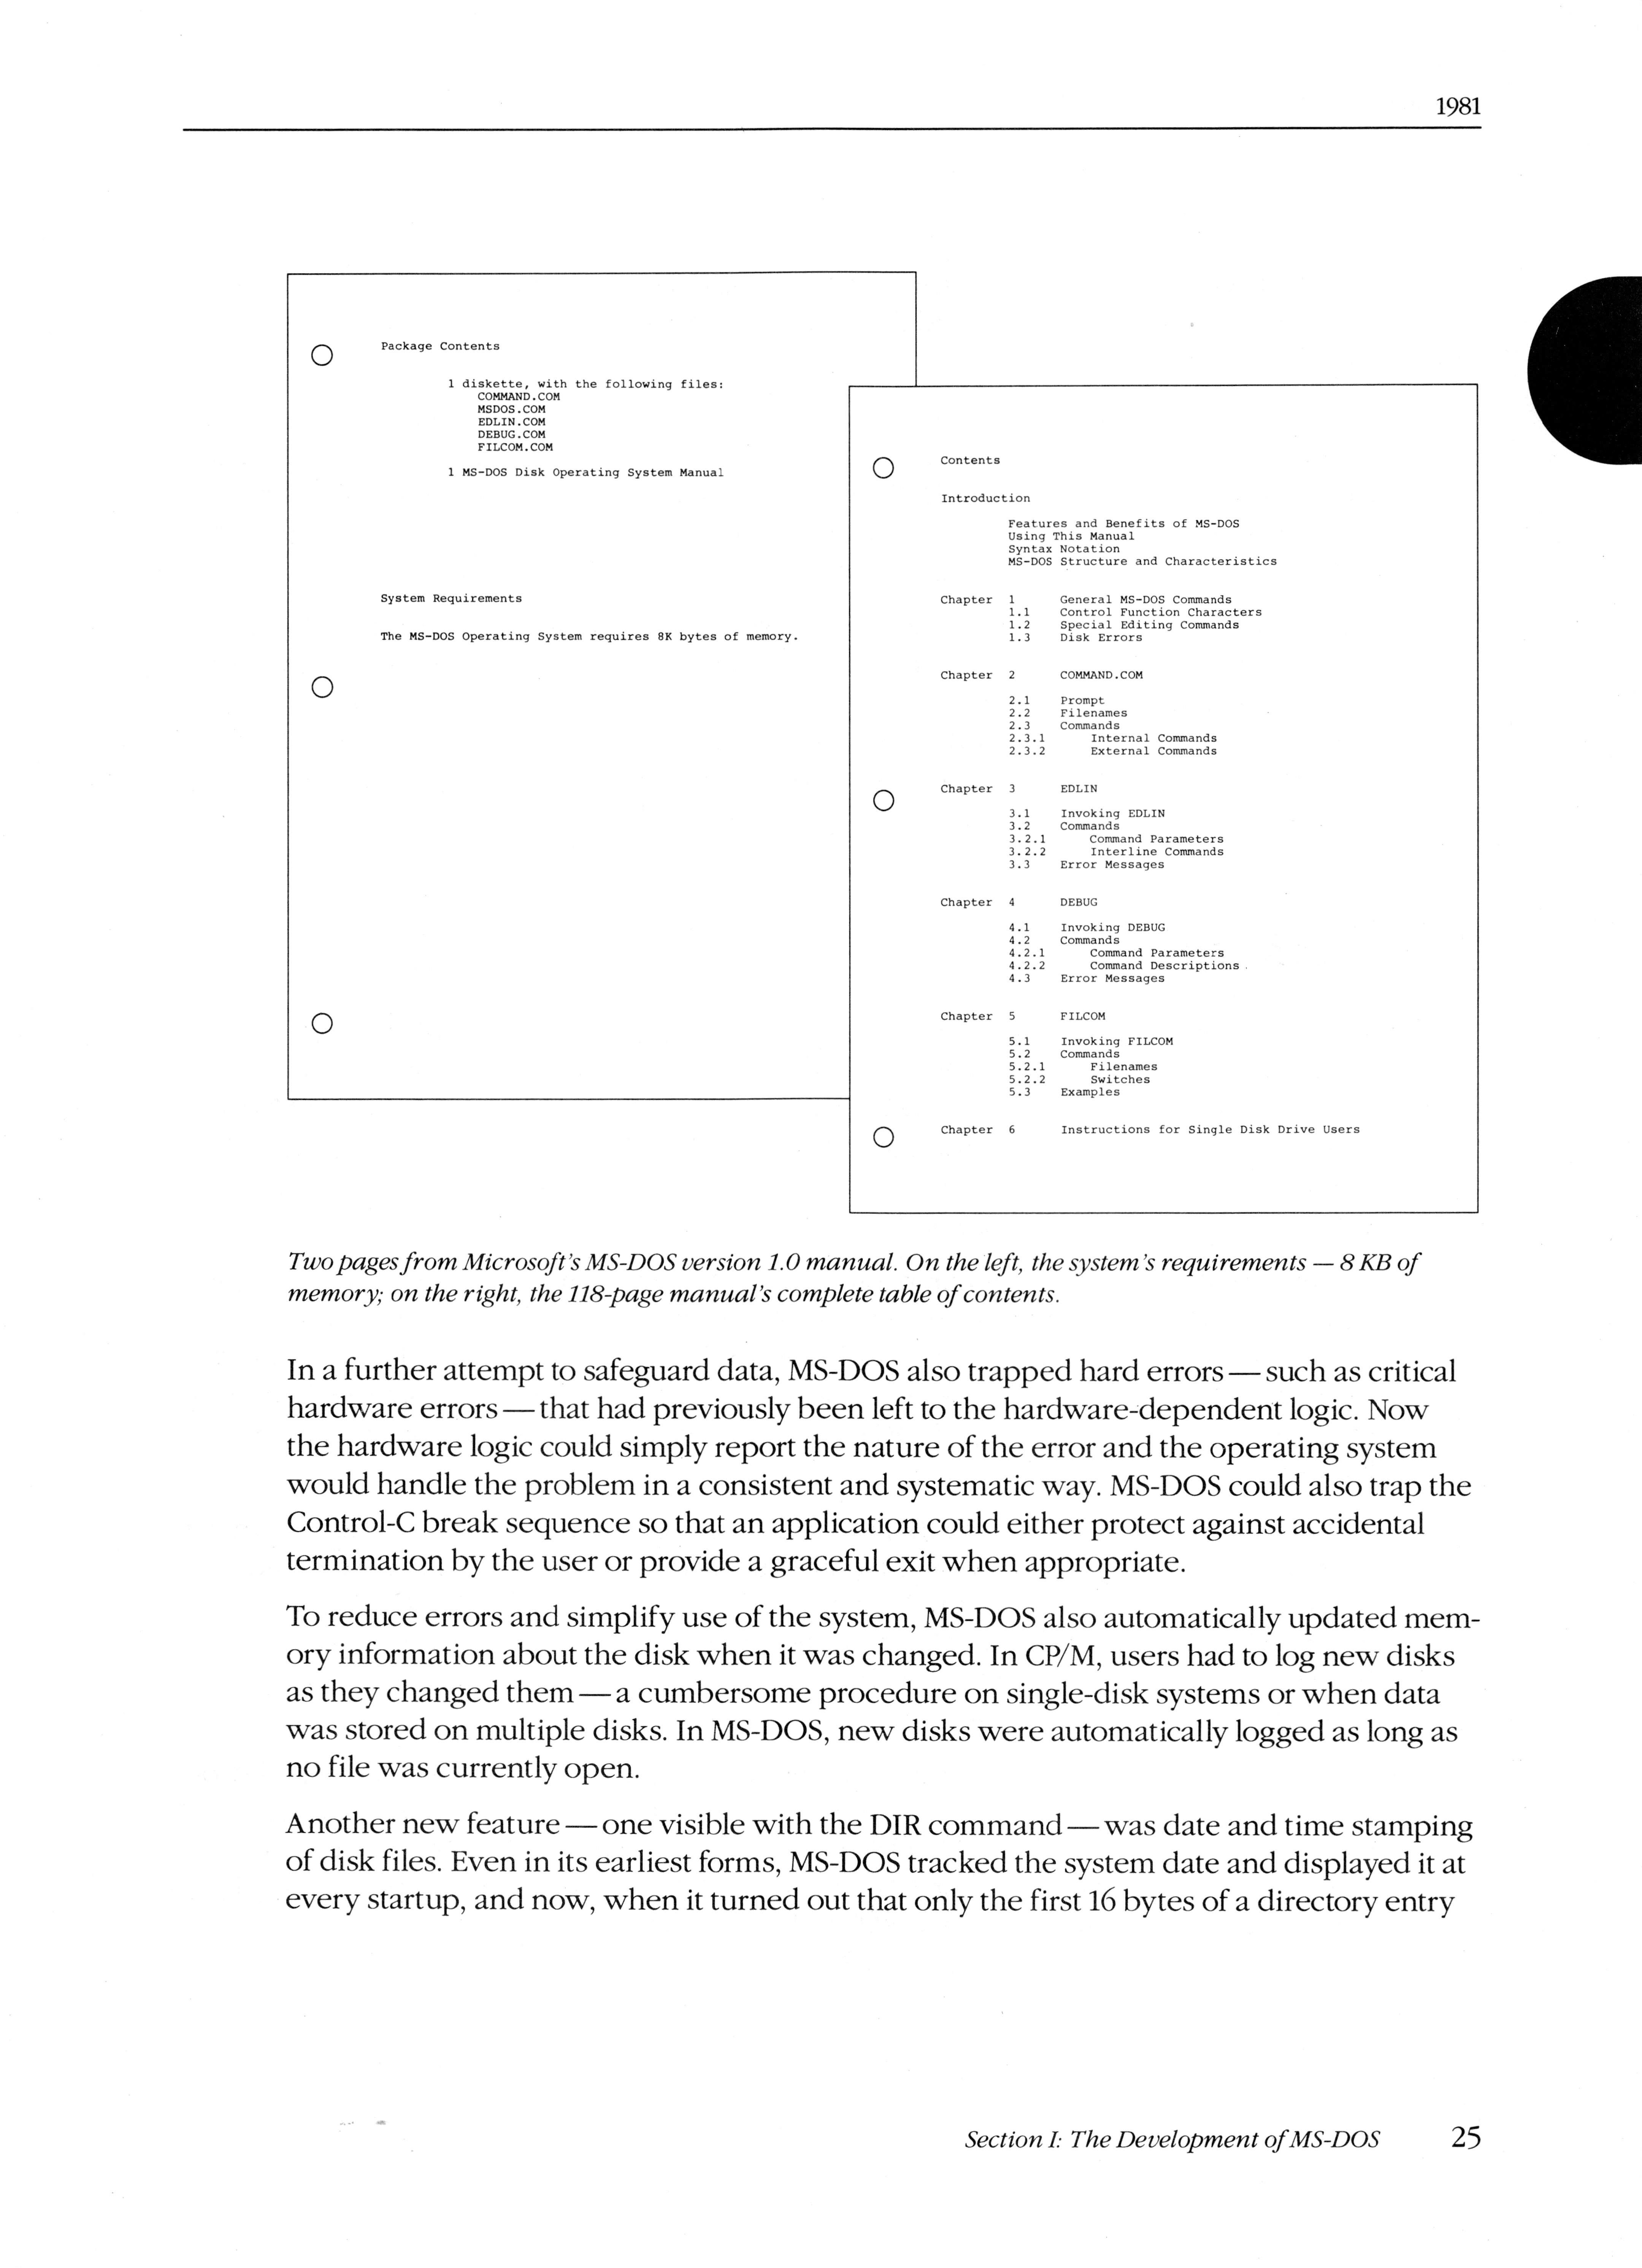 1981
Package Contents
1 diskette, with the following files:
COMMAND.COM
MSDOS.COM
EDLIN.COM
DEBUG.COM
FILCOM.COM
1 MS-DOS Disk Operating System Manual
System Requirements
The MS-DOS Operating System requires 8K bytes of memory.
Contents
Introduction
Features and Benefits of MS-DOS
Using This Manual
Syntax Notation
MS-DOS Structure and Characteristics
Chapter 1 General MS-DOS Commands
1.1 Control Function Characters
1.2 Special Editing Commands
1.3 Disk Errors
Chapter 2 COMMAND.COM
2.1 Prompt
2.2 Filenames
2.3 Commands
2.3.1 Internal Commands
2.3.2 External Commands
Chapter 3 EDLIN
3.1 Invoking EDLIN
3.2 Commands
3.2.1 Command Parameters
3.2.2 Interline Commands
3.3 Error Messages
Chapter 4 DEBUG
4.1 Invoking DEBUG
4.2 Commands
4.2.1 Command Parameters
4.2.2 Command Descriptions
4.3 Error Messages
Chapter 5 FILCOM
5.1 Invoking FILCOM
5.2 Commands
5.2.1 Filenames
5.2.2 Switches
5.3 Examples
Chapter 6 Instructions for Single Disk Drive Users
Two pages from Microsoft's MS-DOS version 1.0 manual. On the left, the system's requirements — 8 KB of
memory; on the right, the 118-page manual's complete table of contents.
In a further attempt to safeguard data, MS-DOS also trapped hard errors — such as critical
hardware errors — that had previously been left to the hardware-dependent logic. Now
the hardware logic could simply report the nature of the error and the operating system
would handle the problem in a consistent and systematic way. MS-DOS could also trap the
Control-C break sequence so that an application could either protect against accidental
termination by the user or provide a graceful exit when appropriate.
To reduce errors and simplify use of the system, MS-DOS also automatically updated mem-
ory information about the disk when it was changed. In CP/M, users had to log new disks
as they changed them — a cumbersome procedure on single-disk systems or when data
was stored on multiple disks. In MS-DOS, new disks were automatically logged as long as
no file was currently open.
Another new feature — one visible with the DIR command — was date and time stamping
of disk files. Even in its earliest forms, MS-DOS tracked the system date and displayed it at
every startup, and now, when it turned out that only the first 16 bytes of a directory entry
Section I: The Development of MS-DOS 25